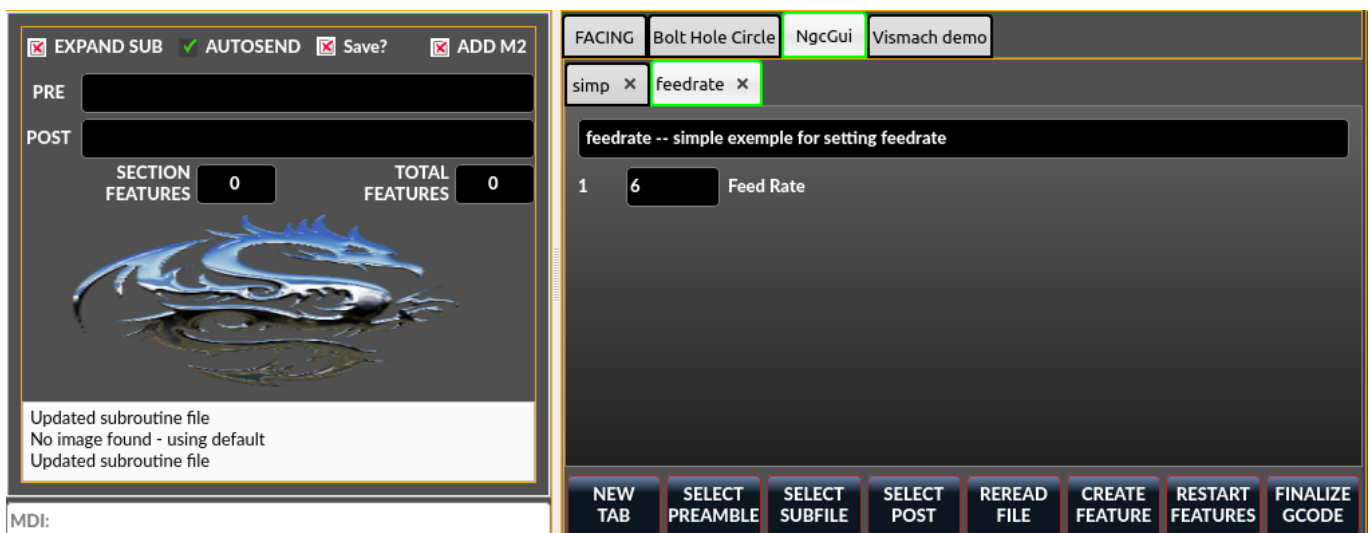 EXPAND SUB AUTOSEND Save? ADD M2
PRE
POST
SECTION FEATURES 0 TOTAL FEATURES 0
Updated subroutine file
No image found - using default
Updated subroutine file
MDI:
FACING Bolt Hole Circle NgcGui Vismach demo
simp × feedrate ×
feedrate -- simple exemple for setting feedrate
1 6 Feed Rate
NEW TAB SELECT PREAMBLE SELECT SUBFILE SELECT POST REREAD FILE CREATE FEATURE RESTART FEATURES FINALIZE GCODE